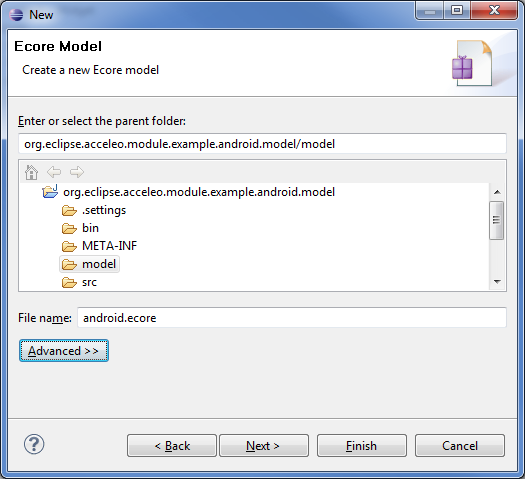 New
Ecore Model
Create a new Ecore model
Enter or select the parent folder:
org.eclipse.acceleo.module.example.android.model/model
org.eclipse.acceleo.module.example.android.model
.settings
bin
META-INF
model
src
File name: android.ecore
Advanced >>
? < Back Next > Finish Cancel